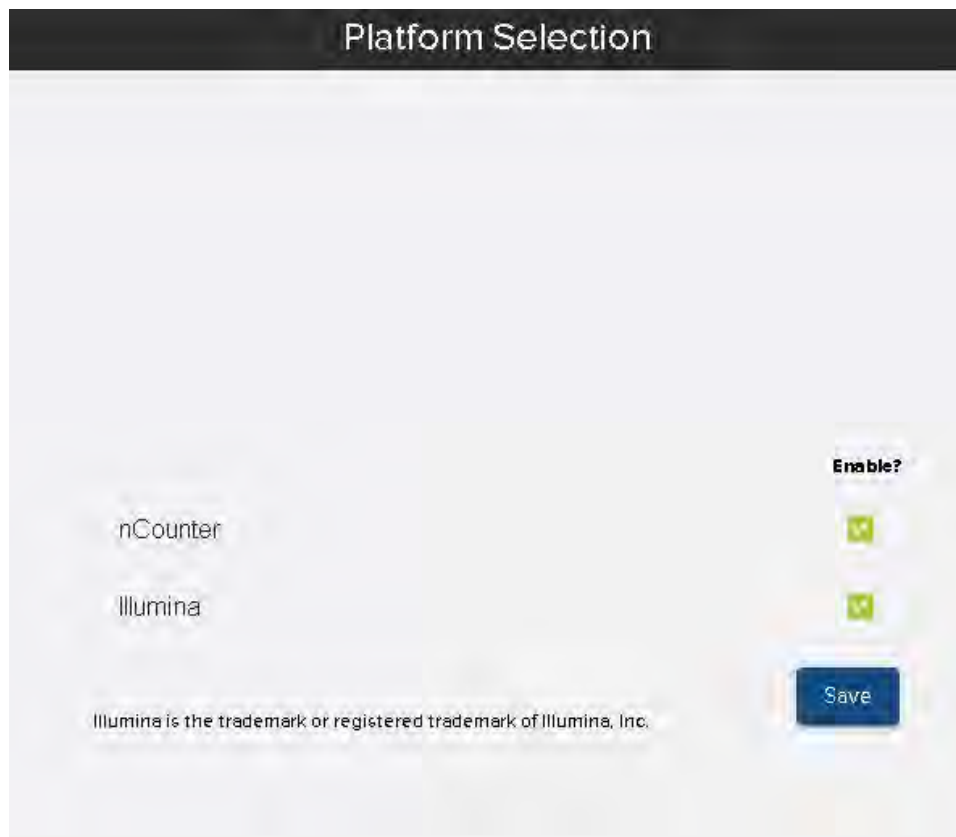 Platform Selection
Enable?
nCounter
Illumina
Save
Illumina is the trademark or registered trademark of Illumina, Inc.